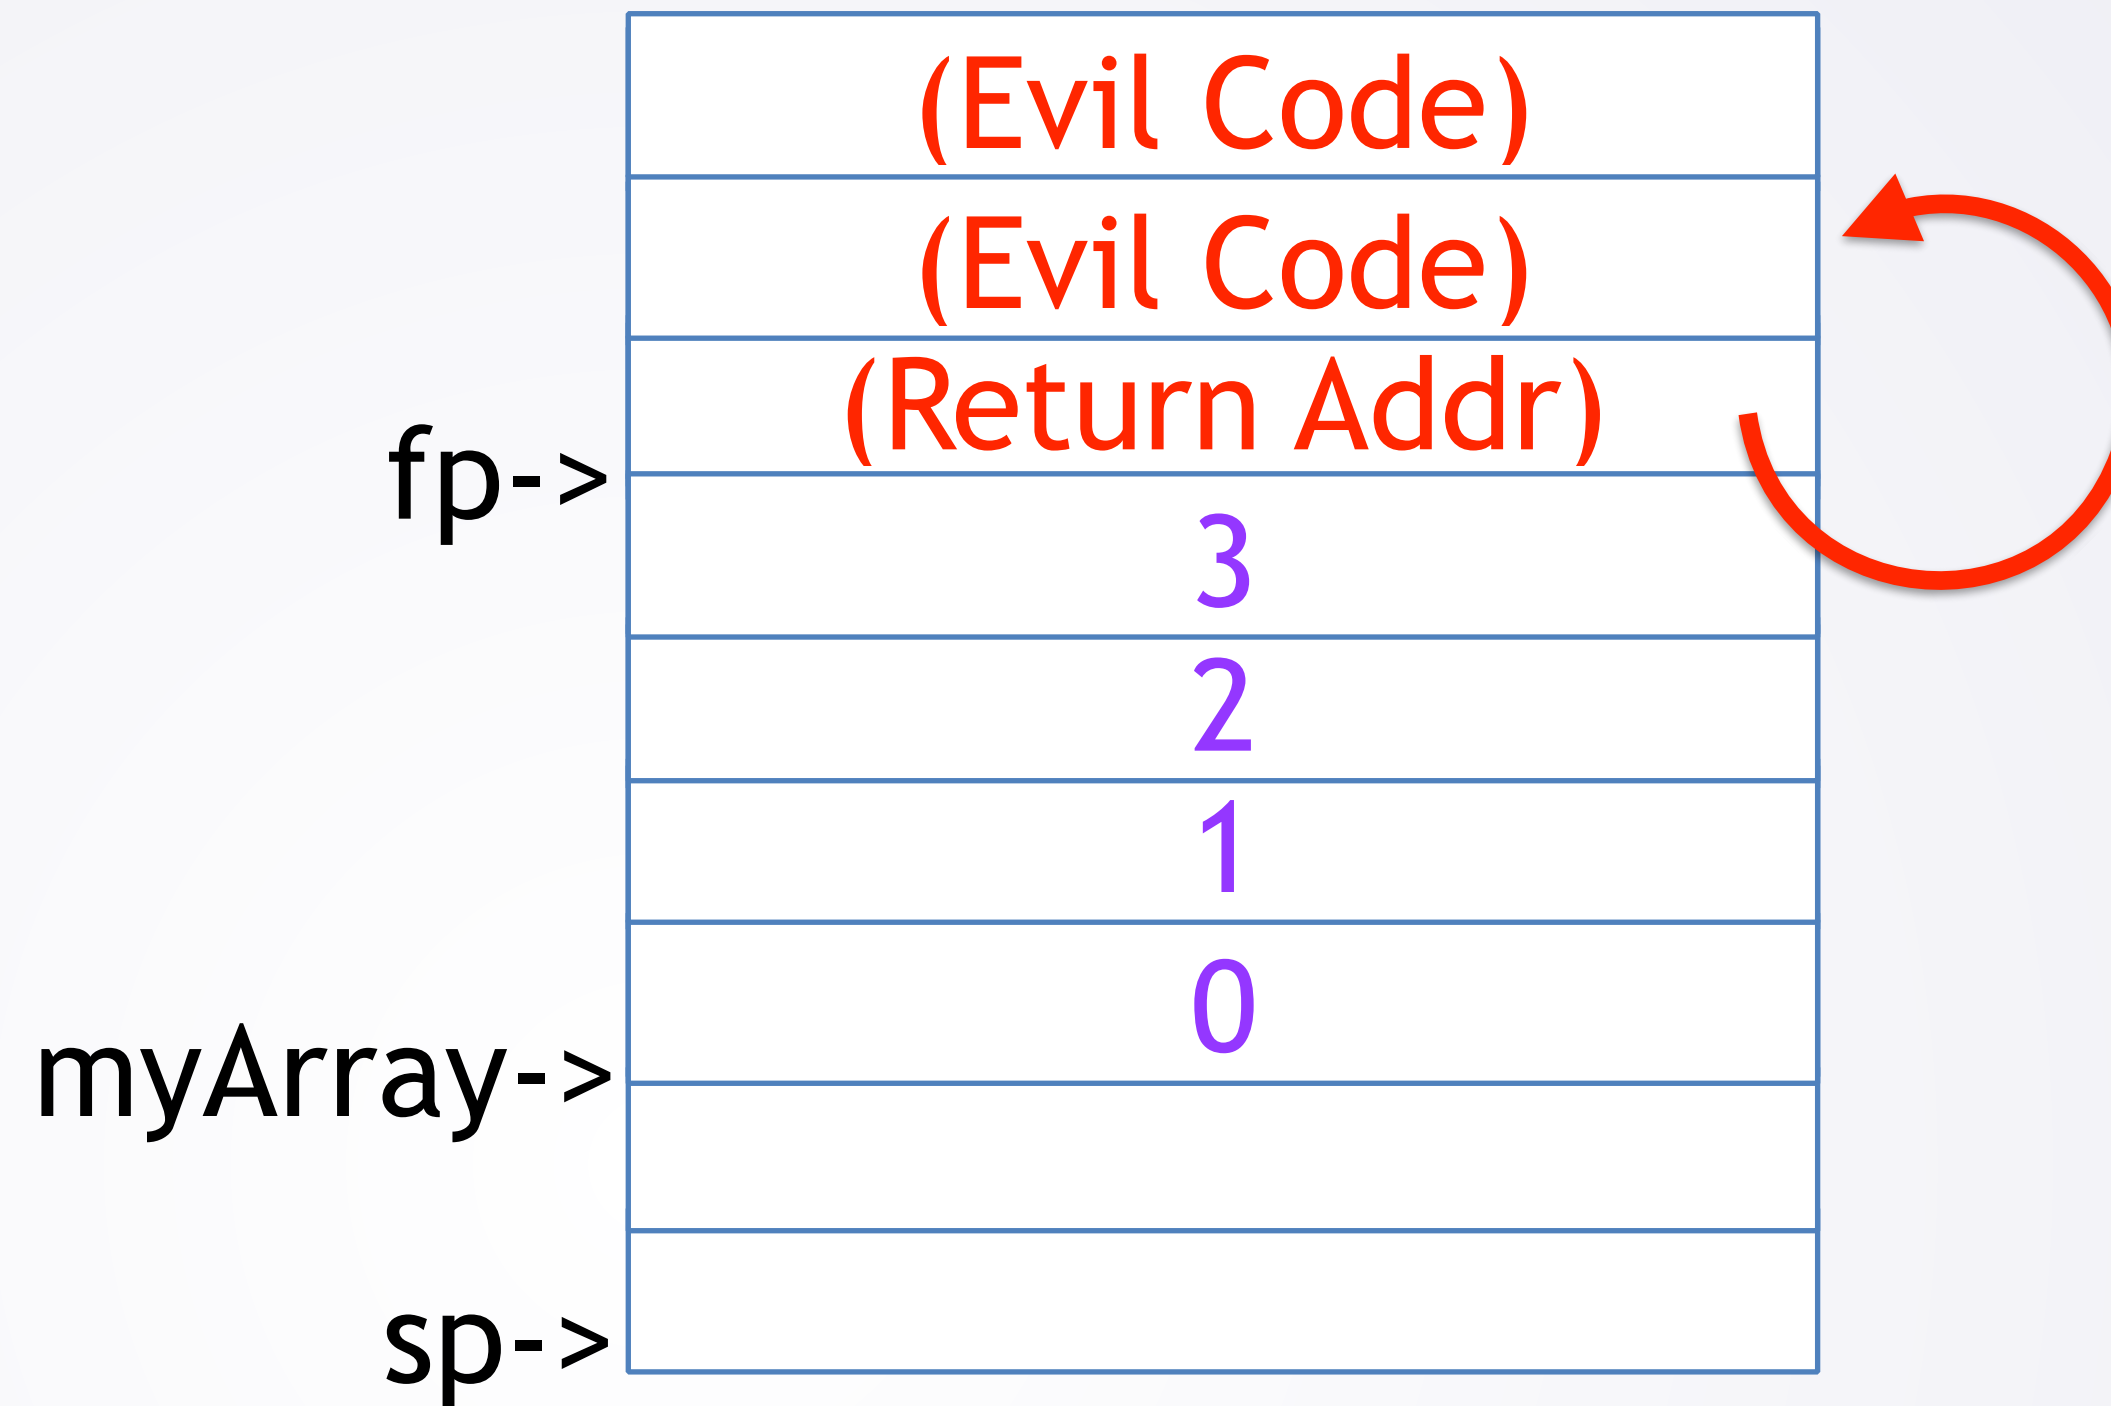 (Evil Code)
(Evil Code)
(Return Addr)
fp->
3
2
1
0
myArray->
sp->